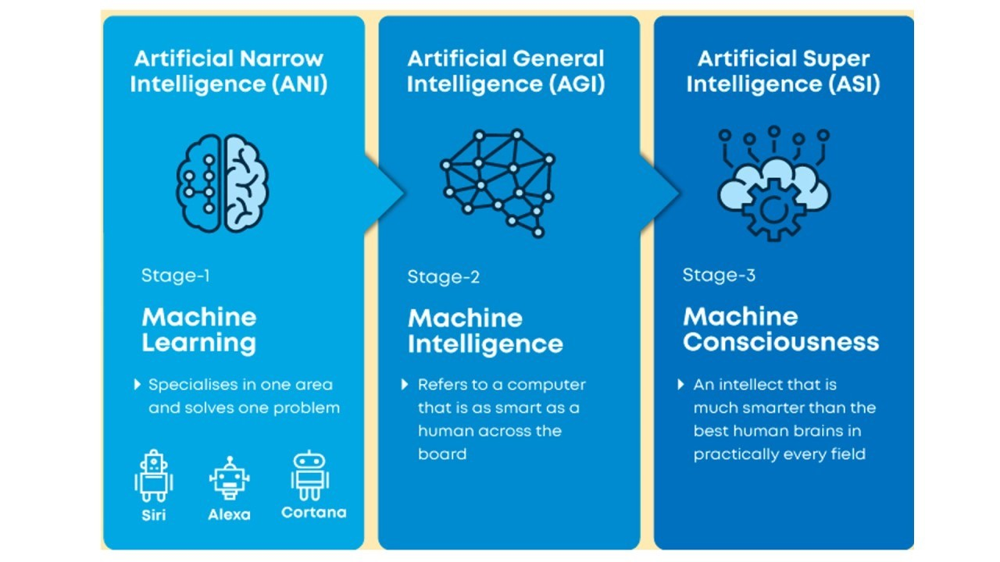 Artificial Narrow
Intelligence (ANI)
Stage-1
Machine
Learning
Specialises in one area
and solves one problem
Siri
Alexa
Cortana
Artificial General
Intelligence (AGI)
Stage-2
Machine
Intelligence
Refers to a computer
that is as smart as a
human across the
board
Artificial Super
Intelligence (ASI)
Stage-3
Machine
Consciousness
An intellect that is
much smarter than the
best human brains in
practically every field